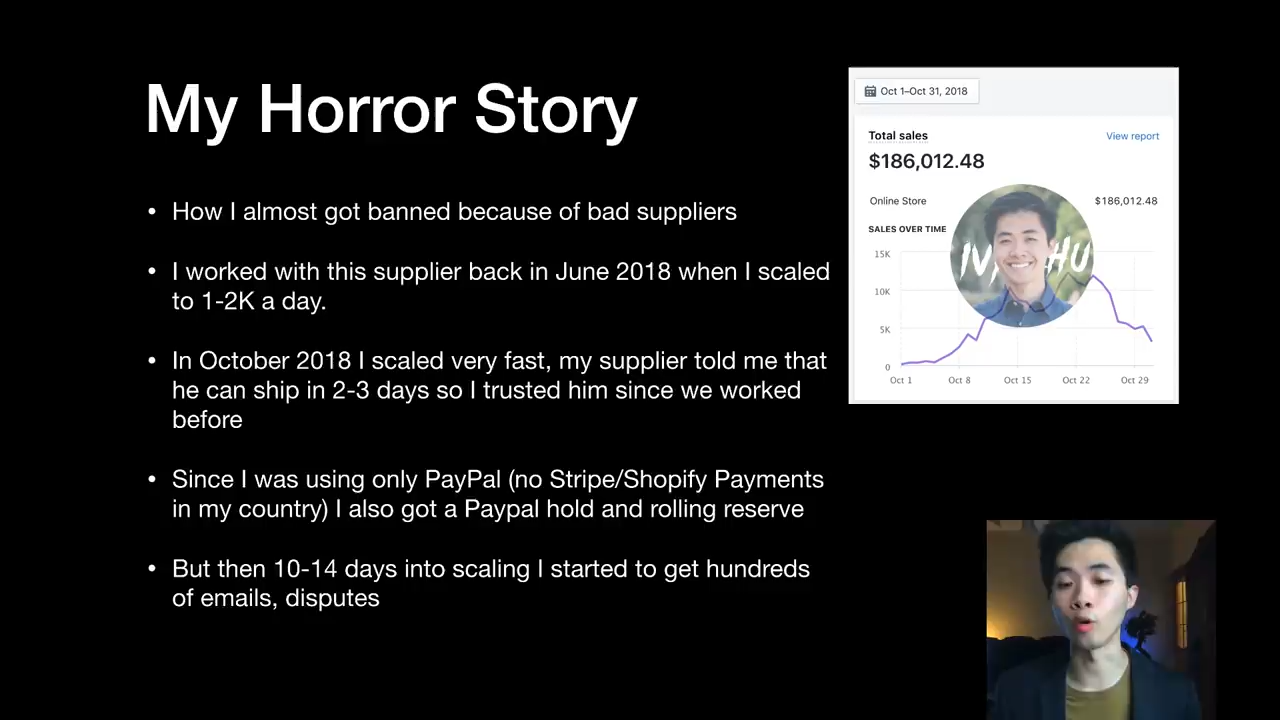 My Horror Story
• How I almost got banned because of bad suppliers
• I worked with this supplier back in June 2018 when I scaled
to 1-2K a day.
• In October 2018 I scaled very fast, my supplier told me that
he can ship in 2-3 days so I trusted him since we worked
before
• Since I was using only PayPal (no Stripe/Shopify Payments
in my country) I also got a Paypal hold and rolling reserve
• But then 10-14 days into scaling I started to get hundreds
of emails, disputes
Oct 1–Oct 31, 2018
Total sales View report
$186,012.48
Online Store $186,012.48
SALES OVER TIME
15K
10K
5K
0
Oct 1 Oct 8 Oct 15 Oct 22 Oct 29